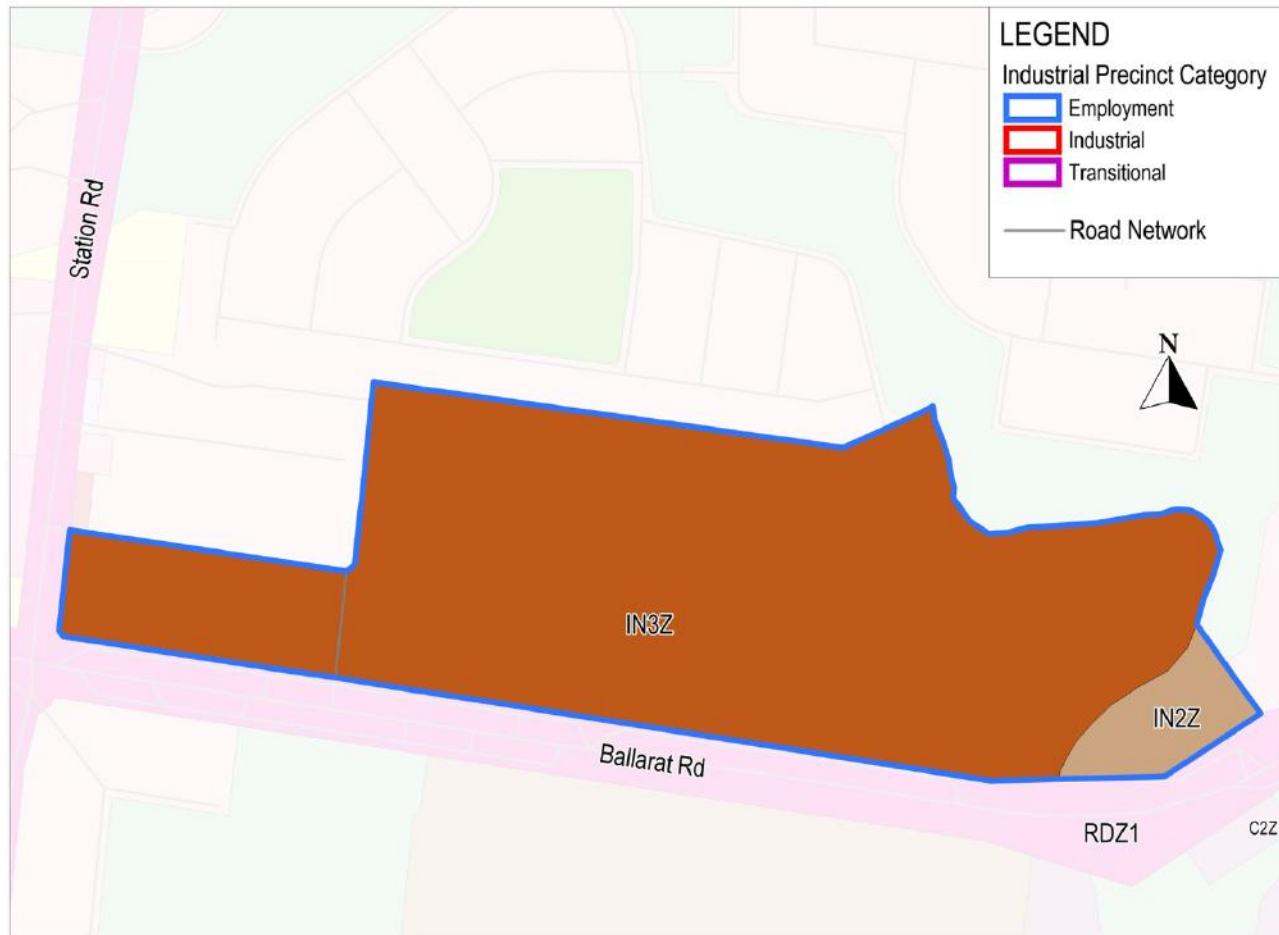 LEGEND
Industrial Precinct Category
Employment
Industrial
Transitional
Road Network
Station Rd
N
IN3Z
IN2Z
Ballarat Rd
RDZ1
C2Z